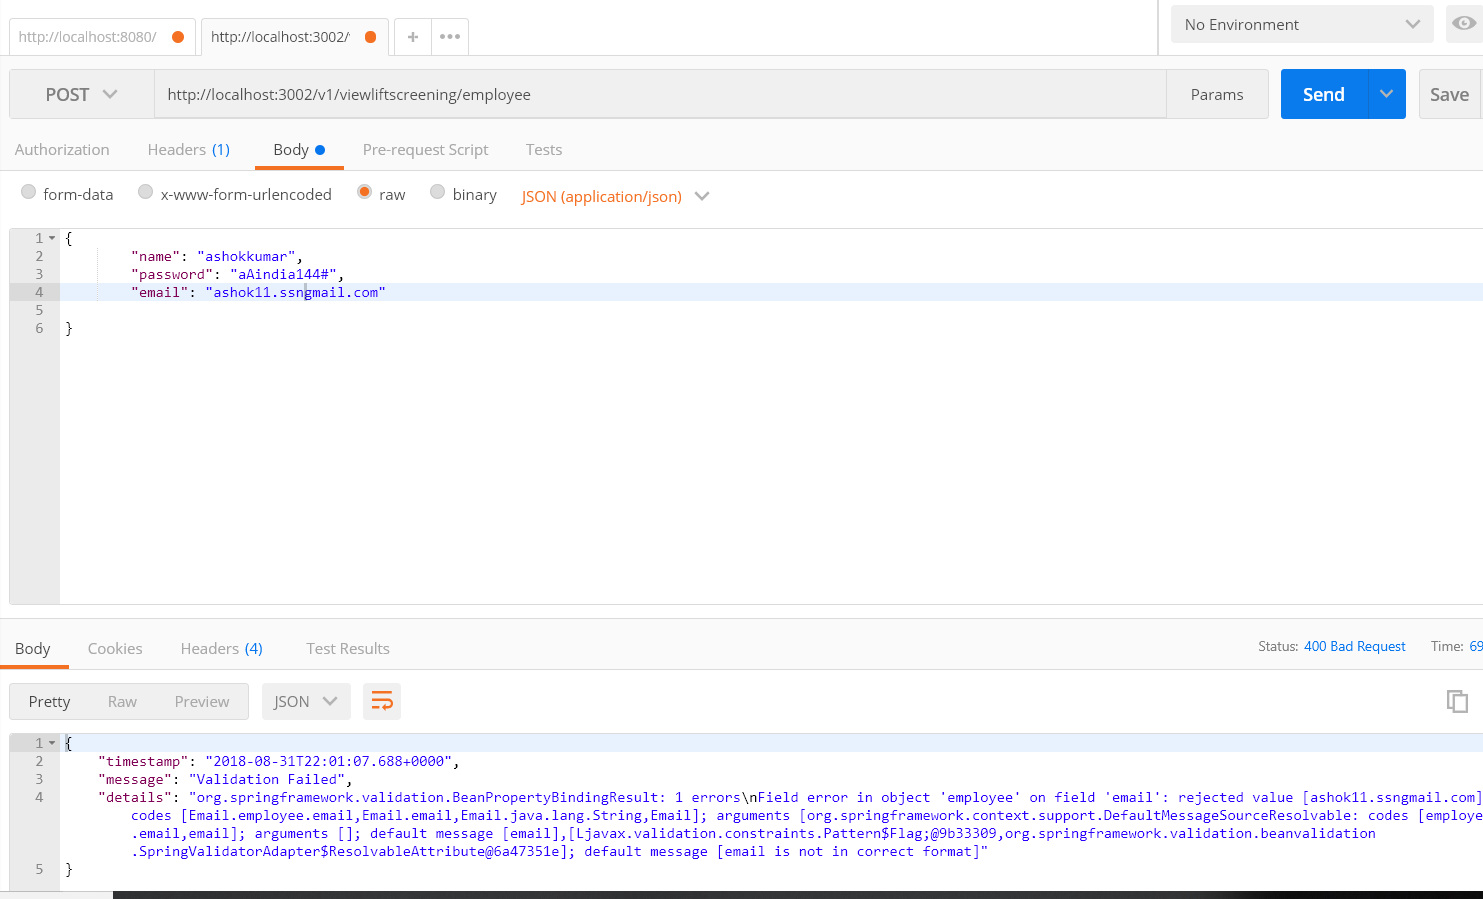 http://localhost:8080/
http://localhost:3002/
No Environment
POST
http://localhost:3002/v1/viewliftscreening/employee
Params
Send
Save
Authorization
Headers (1)
Body
Pre-request Script
Tests
form-data
x-www-form-urlencoded
raw
binary
JSON (application/json)
1 {
2 "name": "ashokkumar",
3 "password": "aAindia144#",
4 "email": "ashok11.ssngmail.com"
5
6 }
Body
Cookies
Headers (4)
Test Results
Status: 400 Bad Request
Time: 69
Pretty
Raw
Preview
JSON
1 {
2 "timestamp": "2018-08-31T22:01:07.688+0000",
3 "message": "Validation Failed",
4 "details": "org.springframework.validation.BeanPropertyBindingResult: 1 errors\nField error in object 'employee' on field 'email': rejected value [ashok11.ssngmail.com]
codes [Email.employee.email,Email.email,Email.java.lang.String,Email]; arguments [org.springframework.context.support.DefaultMessageSourceResolvable: codes [employe
.email,email]; arguments []; default message [email],[Ljavax.validation.constraints.Pattern$Flag;@9b33309,org.springframework.validation.beanvalidation
.SpringValidatorAdapter$ResolvableAttribute@6a47351e]; default message [email is not in correct format]"
5 }